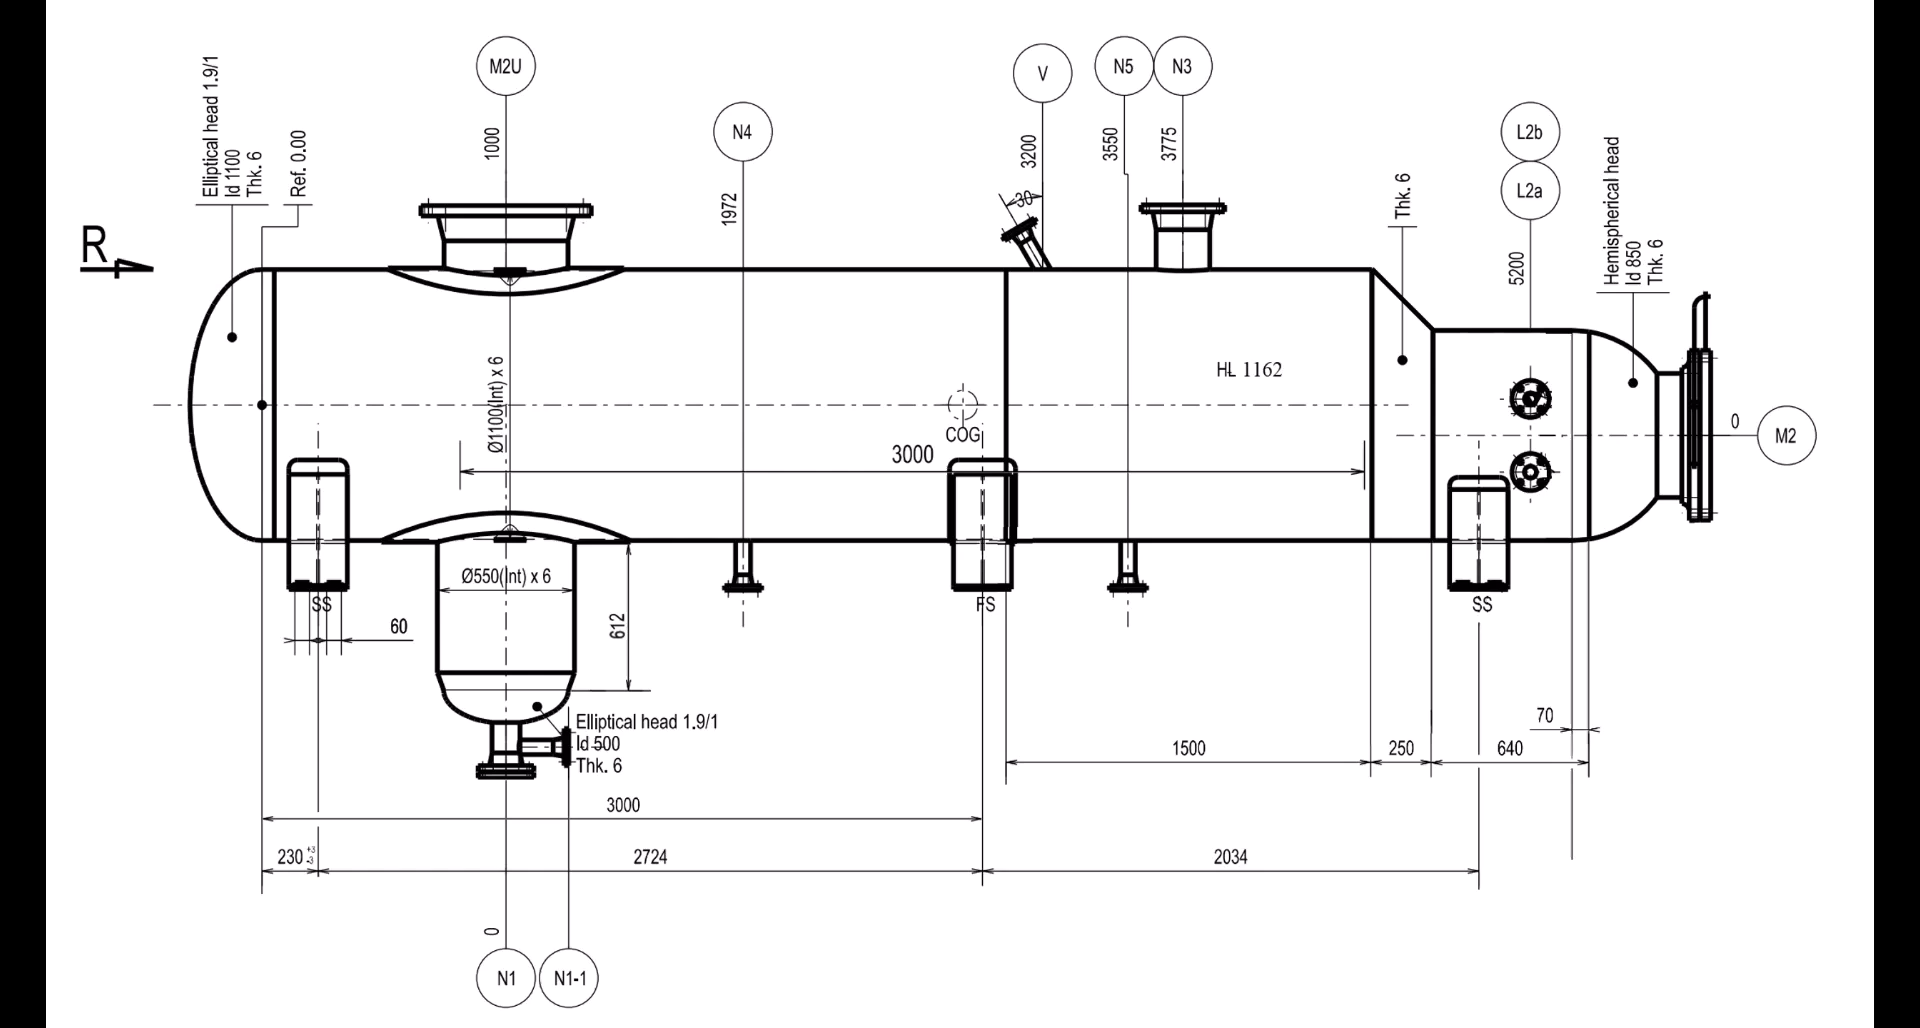 M2U
V
N5
N3
N4
L2b
L2a
Elliptical head 1.9/1
Id 1100
Thk. 6
Ref. 0.00
1000
1972
3200
30
3550
3775
Thk. 6
5200
Hemispherical head
Id 850
Thk. 6
R
HL 1162
Ø1100(Int) x 6
COG
3000
0
M2
Ø550(Int) x 6
SS
FS
SS
60
612
Elliptical head 1.9/1
Id 500
Thk. 6
70
1500
250
640
3000
230 +3
-3
2724
2034
0
N1
N1-1